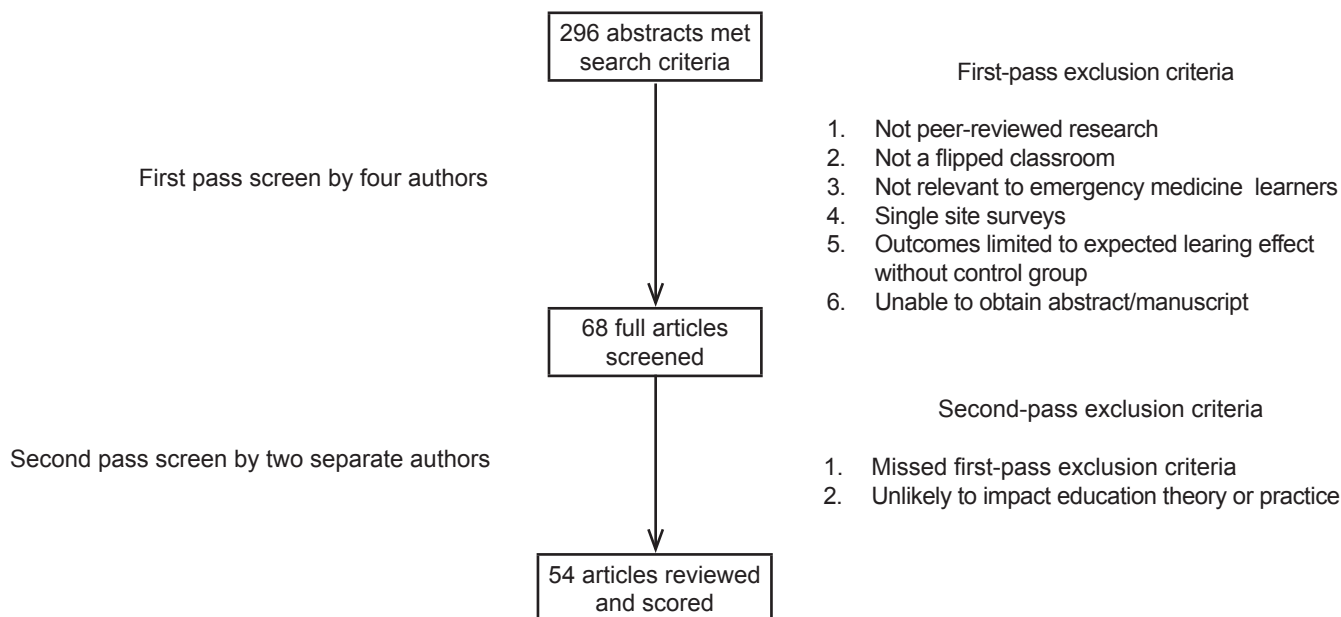 296 abstracts met
search criteria
First pass screen by four authors
First-pass exclusion criteria
1. Not peer-reviewed research
2. Not a flipped classroom
3. Not relevant to emergency medicine learners
4. Single site surveys
5. Outcomes limited to expected learing effect
without control group
6. Unable to obtain abstract/manuscript
68 full articles
screened
Second pass screen by two separate authors
Second-pass exclusion criteria
1. Missed first-pass exclusion criteria
2. Unlikely to impact education theory or practice
54 articles reviewed
and scored